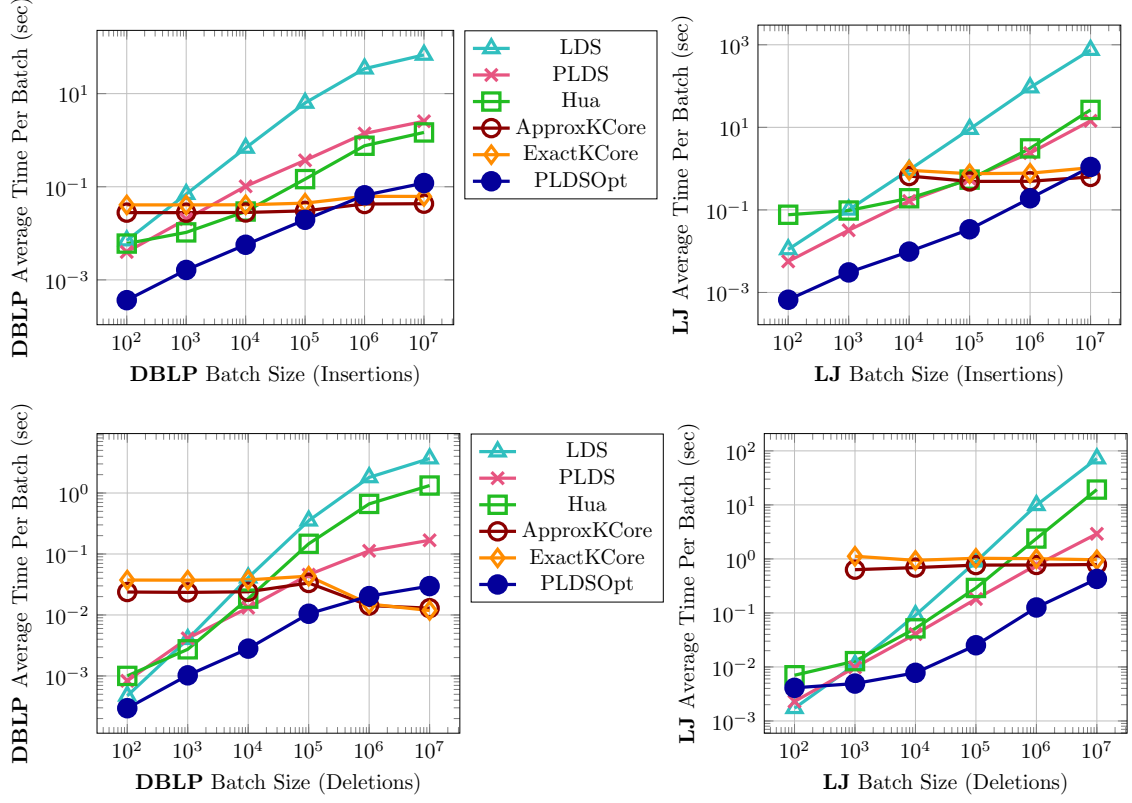 DBLP Average Time Per Batch (sec)
10^1
10^−1
10^−3
10^2 10^3 10^4 10^5 10^6 10^7
DBLP Batch Size (Insertions)
LDS
PLDS
Hua
ApproxKCore
ExactKCore
PLDSOpt
LJ Average Time Per Batch (sec
10^3
10^1
10^−1
10^−3
10^2 10^3 10^4 10^5 10^6 10^7
LJ Batch Size (Insertions)
DBLP Average Time Per Batch (sec)
10^0
10^−1
10^−2
10^−3
10^2 10^3 10^4 10^5 10^6 10^7
DBLP Batch Size (Deletions)
LDS
PLDS
Hua
ApproxKCore
ExactKCore
PLDSOpt
LJ Average Time Per Batch (sec)
10^2
10^1
10^0
10^−1
10^−2
10^−3
10^2 10^3 10^4 10^5 10^6 10^7
LJ Batch Size (Deletions)